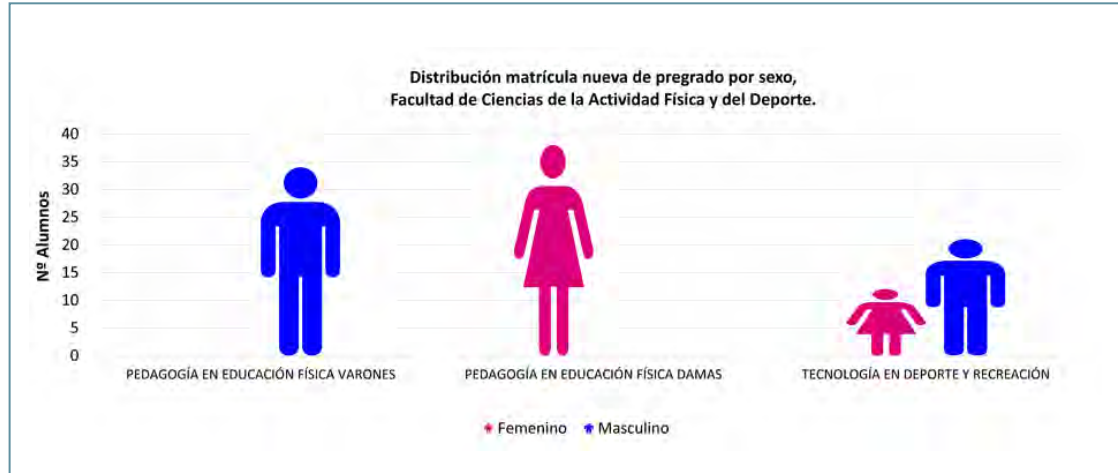 Distribución matrícula nueva de pregrado por sexo,
Facultad de Ciencias de la Actividad Física y del Deporte.
Nº Alumnos
40
35
30
25
20
15
10
5
0
PEDAGOGÍA EN EDUCACIÓN FÍSICA VARONES
PEDAGOGÍA EN EDUCACIÓN FÍSICA DAMAS
TECNOLOGÍA EN DEPORTE Y RECREACIÓN
Femenino
Masculino